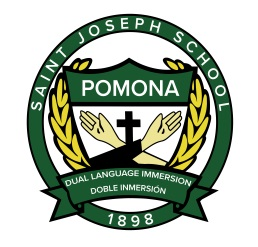 SAINT JOSEPH SCHOOL
POMONA
DUAL LANGUAGE IMMERSION
DOBLE INMERSIÓN
1898